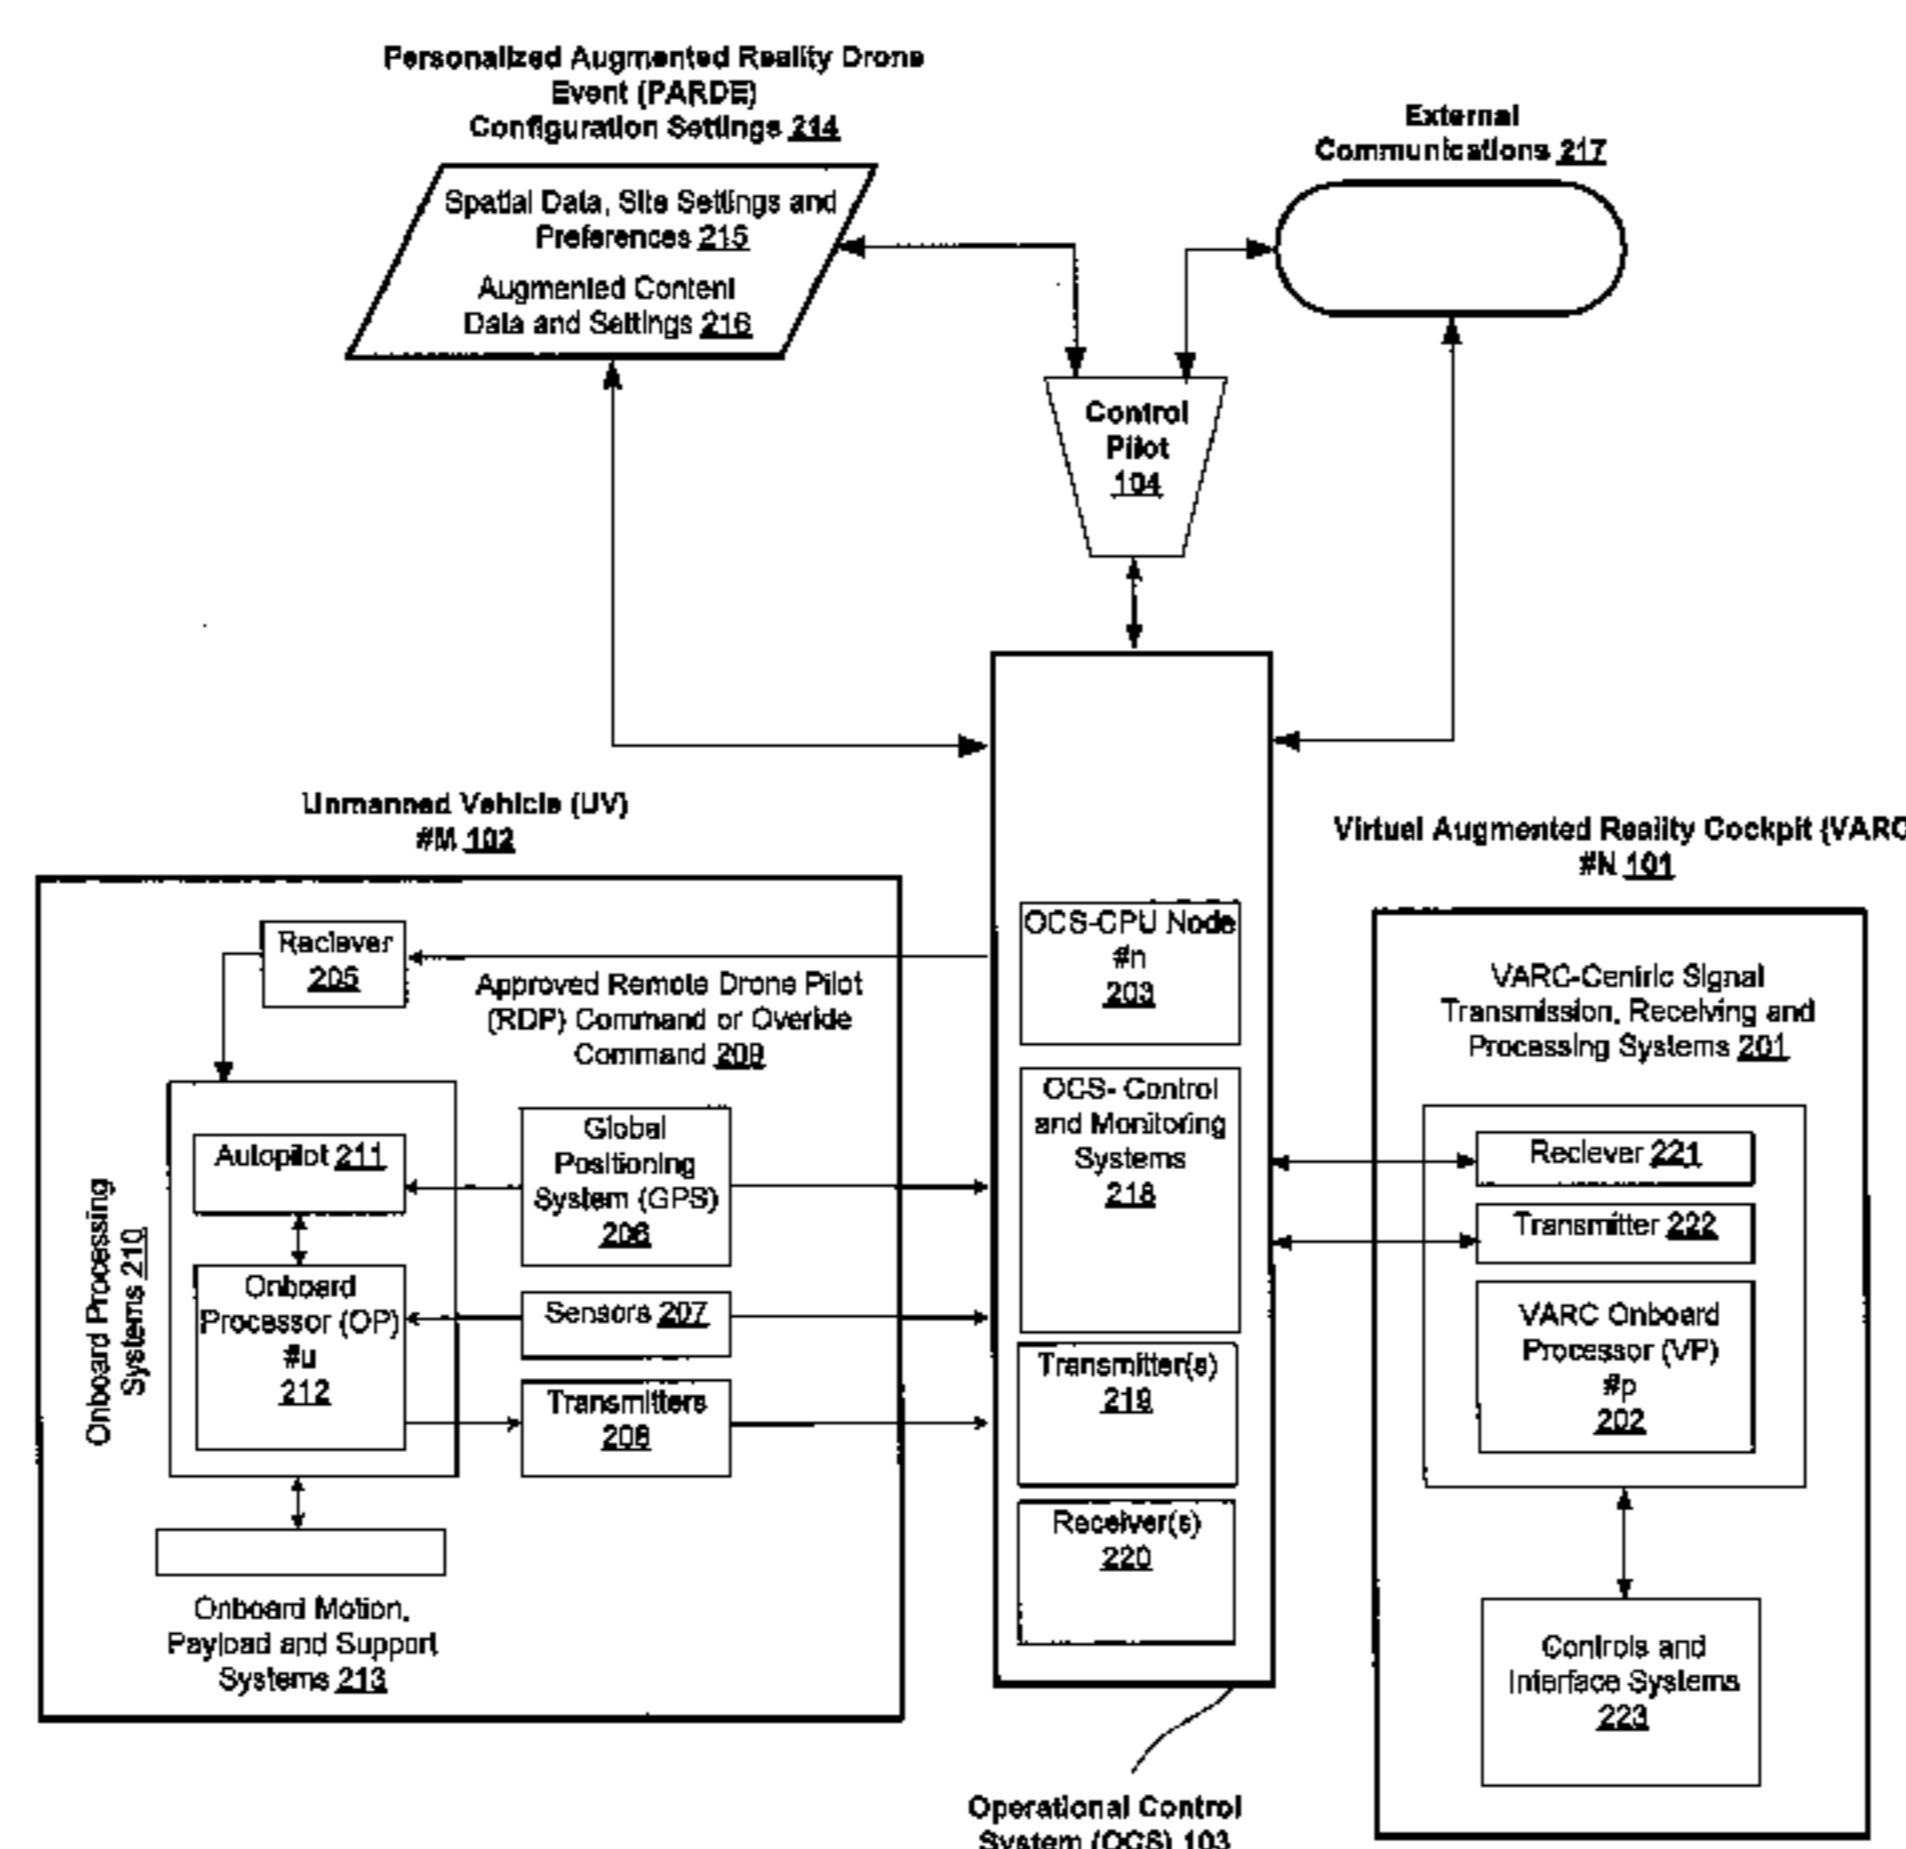 Personalized Augmented Reality Drone
Event (PARDE)
Configuration Settings 214
Spatial Data, Site Settings and
Preferences 215
Augmented Content
Data and Settings 216
External
Communications 217
Control
Pilot
104
Unmanned Vehicle (UV)
#M 102
Reciever
205
Approved Remote Drone Pilot
(RDP) Command or Overide
Command 209
Onboard Processing
Systems 210
Autopilot 211
Global
Positioning
System (GPS)
206
Onboard
Processor (OP)
#u
212
Sensors 207
Transmitters
208
Onboard Motion,
Payload and Support
Systems 213
OCS-CPU Node
#n
203
OCS- Control
and Monitoring
Systems
218
Transmitter(s)
219
Receiver(s)
220
Operational Control
System (OCS) 103
Virtual Augmented Reality Cockpit (VARC
#N 101
VARC-Centric Signal
Transmission, Receiving and
Processing Systems 201
Reciever 221
Transmitter 222
VARC Onboard
Processor (VP)
#p
202
Controls and
Interface Systems
223